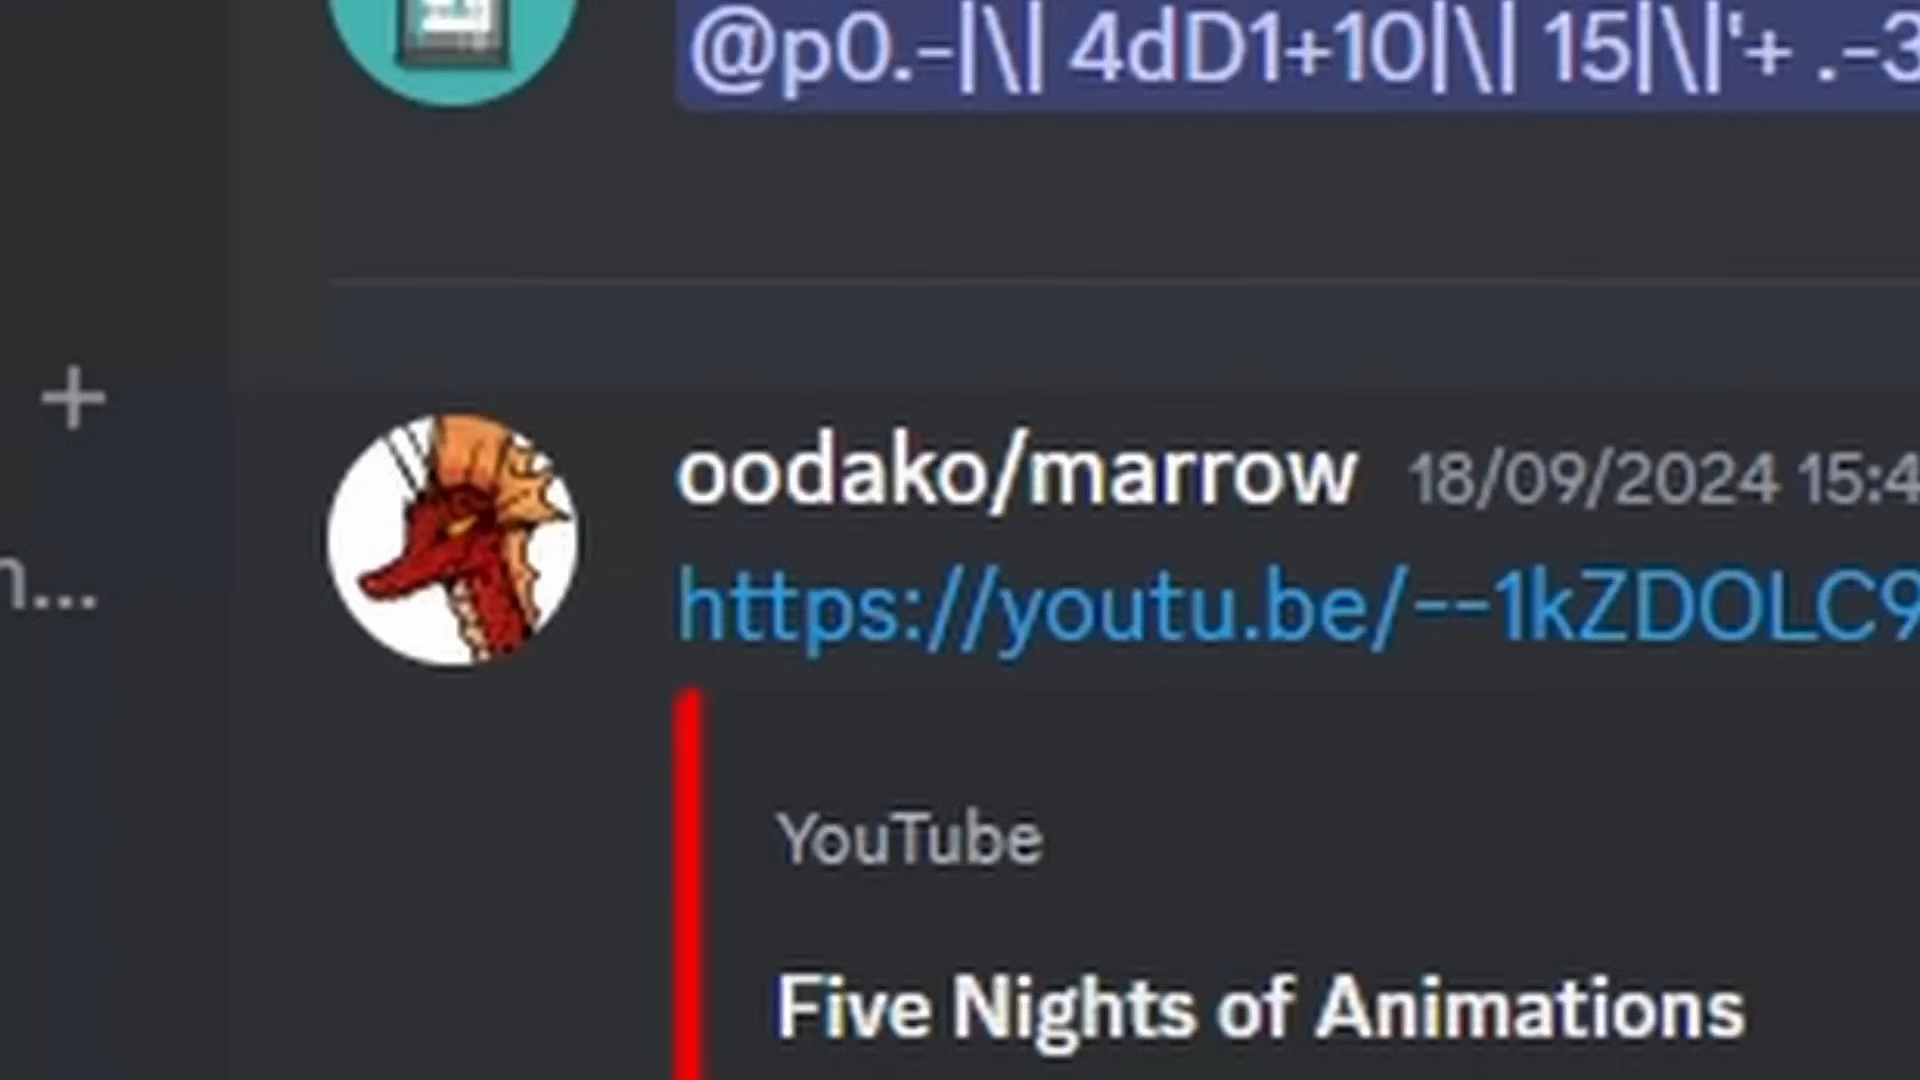 @p0.-|\| 4dD1+10|\| 15|\|'+ .-3
oodako/marrow 18/09/2024 15:4
https://youtu.be/--1kZDOLC9
n...
YouTube
Five Nights of Animations